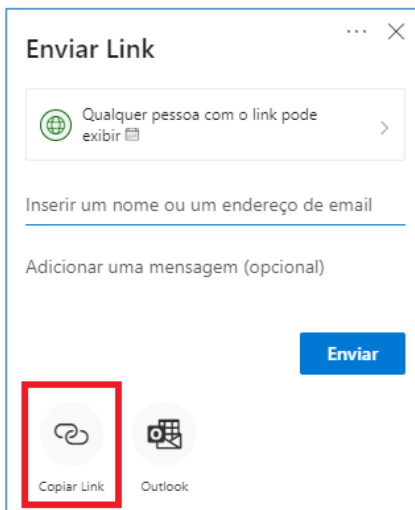 Enviar Link
Qualquer pessoa com o link pode
exibir
Inserir um nome ou um endereço de email
Adicionar uma mensagem (opcional)
Enviar
Copiar Link
Outlook